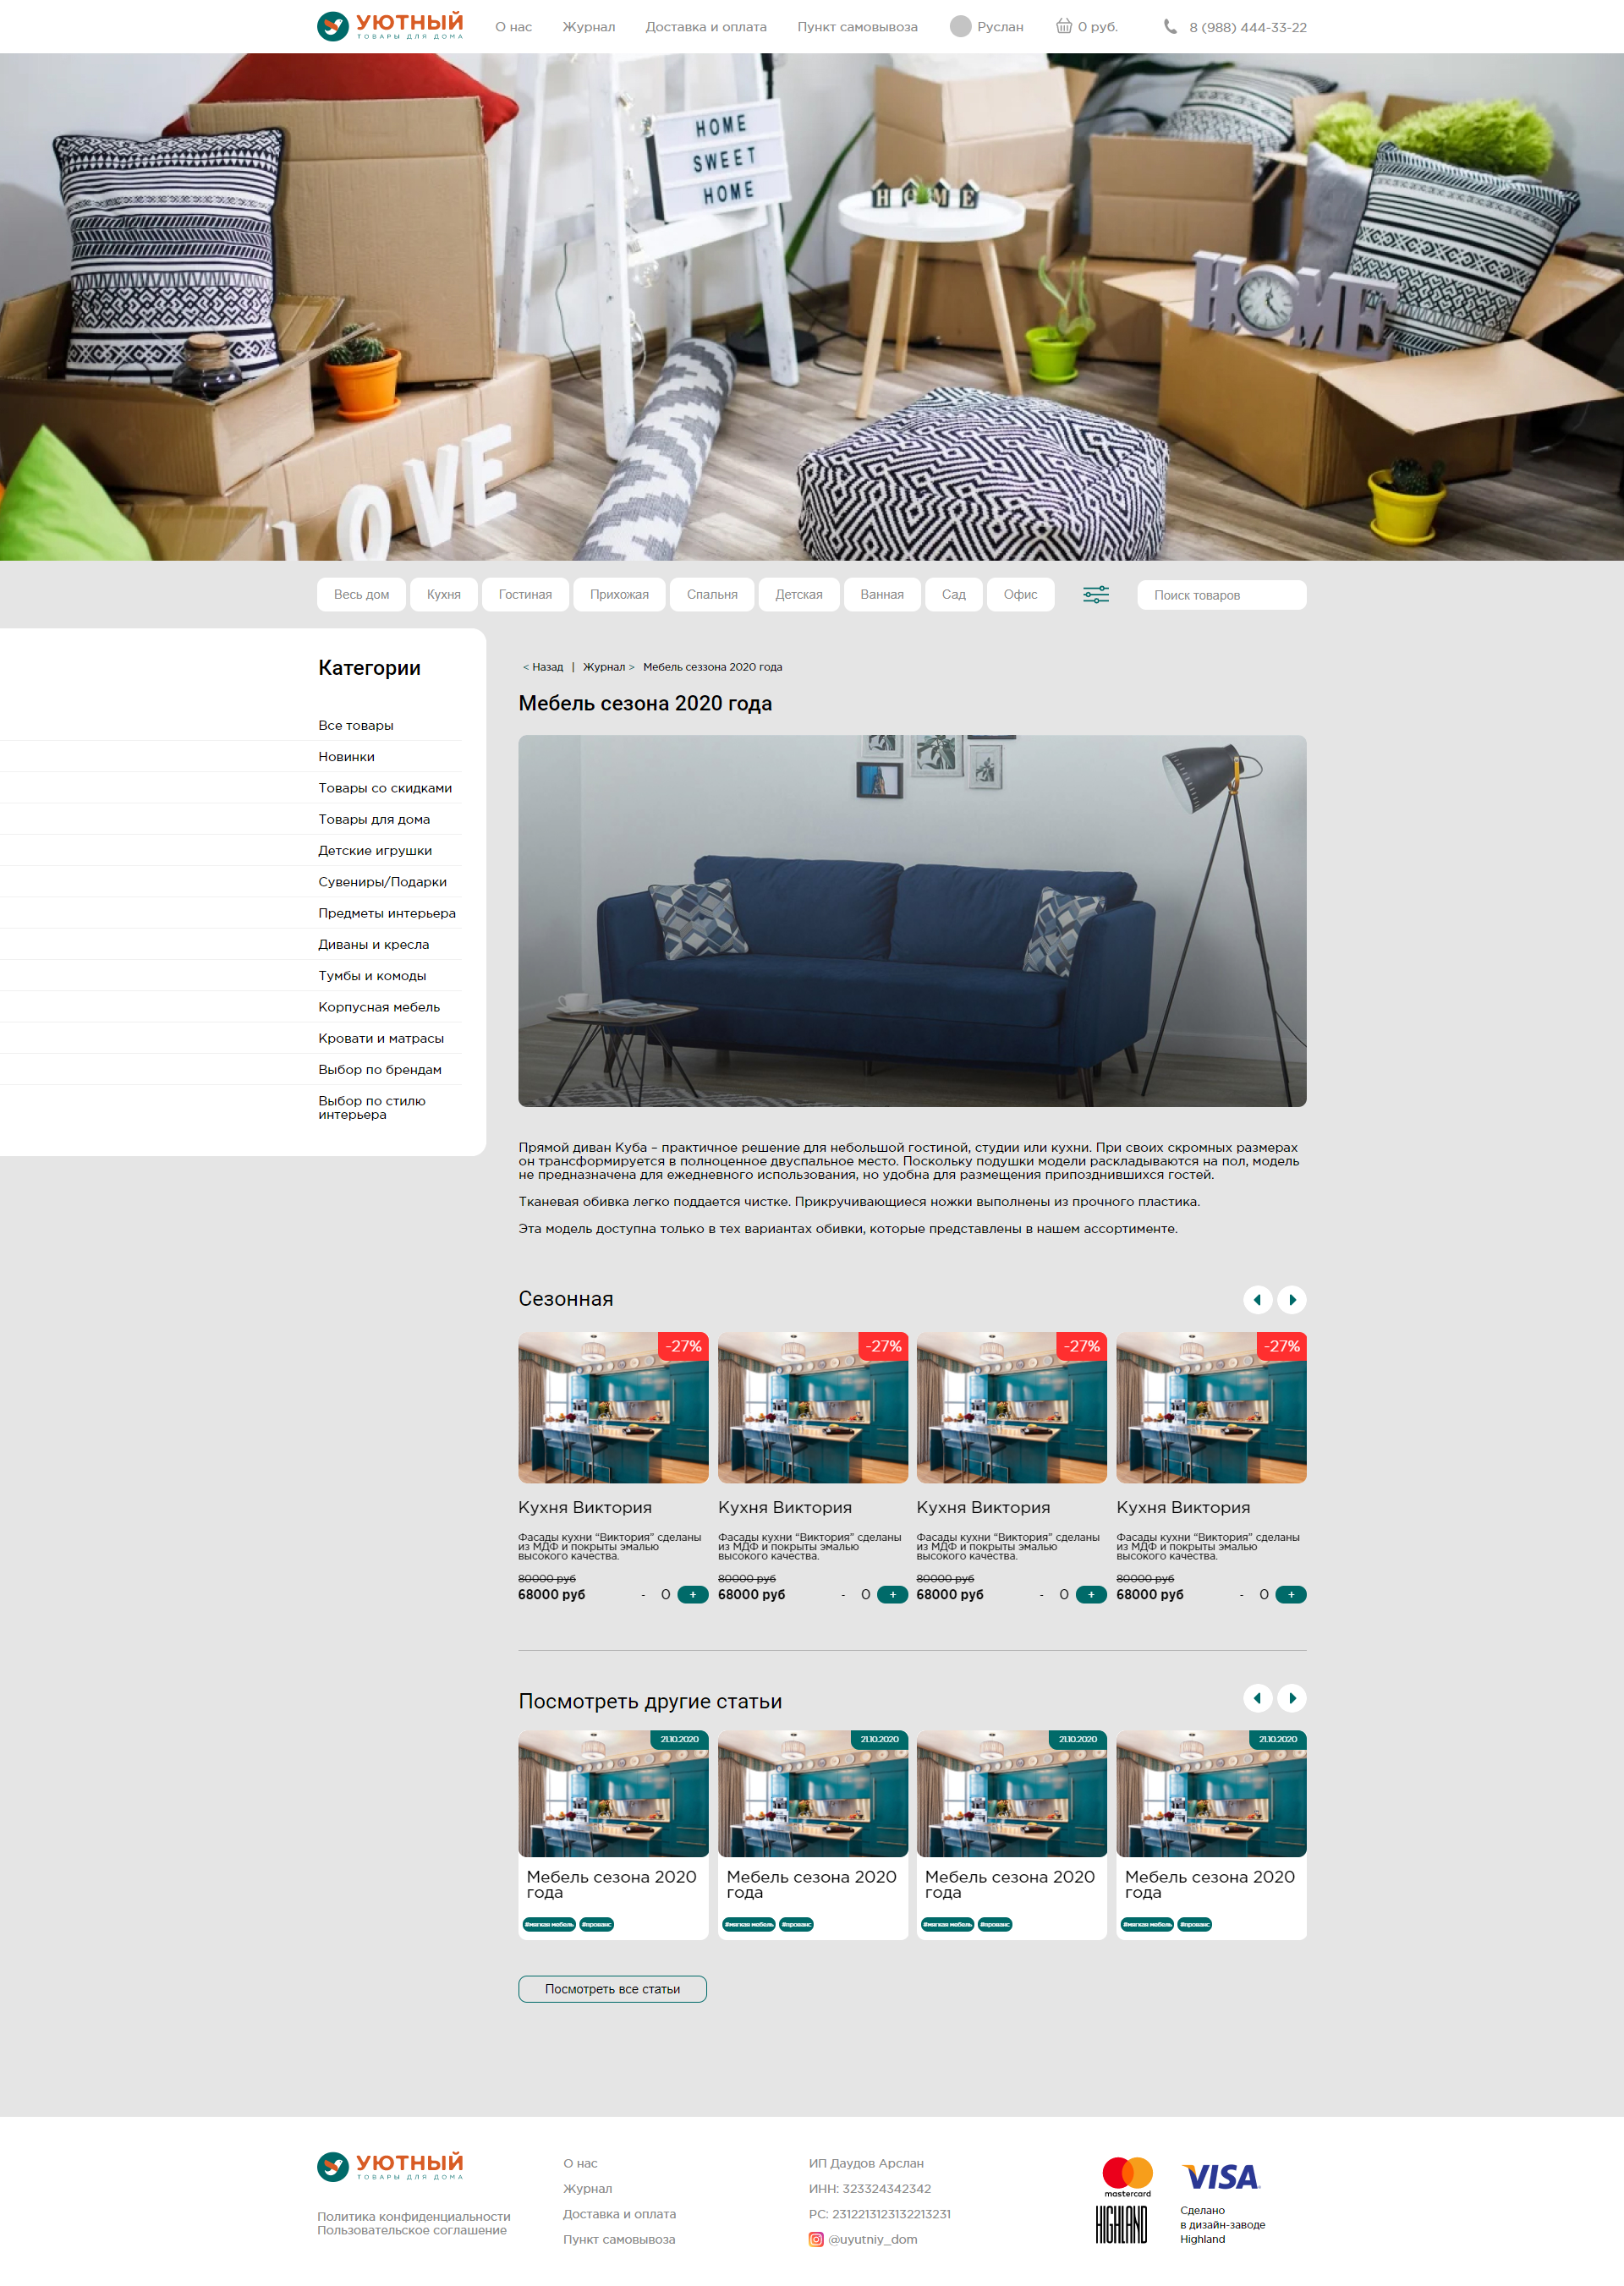 УЮТНЫЙ
ТОВАРЫ ДЛЯ ДОМА
О нас
Журнал
Доставка и оплата
Пункт самовывоза
Руслан
0 руб.
8 (988) 444-33-22
HOME
SWEET
HOME
HOME
HOME
LOVE
Весь дом
Кухня
Гостиная
Прихожая
Спальня
Детская
Ванная
Сад
Офис
Поиск товаров
Категории
Все товары
Новинки
Товары со скидками
Товары для дома
Детские игрушки
Сувениры/Подарки
Предметы интерьера
Диваны и кресла
Тумбы и комоды
Корпусная мебель
Кровати и матрасы
Выбор по брендам
Выбор по стилю
интерьера
< Назад | Журнал > Мебель сеззона 2020 года
Мебель сезона 2020 года
Прямой диван Куба – практичное решение для небольшой гостиной, студии или кухни. При своих скромных размерах
он трансформируется в полноценное двуспальное место. Поскольку подушки модели раскладываются на пол, модель
не предназначена для ежедневного использования, но удобна для размещения припозднившихся гостей.
Тканевая обивка легко поддается чистке. Прикручивающиеся ножки выполнены из прочного пластика.
Эта модель доступна только в тех вариантах обивки, которые представлены в нашем ассортименте.
Сезонная
-27%
Кухня Виктория
Фасады кухни “Виктория” сделаны
из МДФ и покрыты эмалью
высокого качества.
80000 руб
68000 руб
- 0 +
-27%
Кухня Виктория
Фасады кухни “Виктория” сделаны
из МДФ и покрыты эмалью
высокого качества.
80000 руб
68000 руб
- 0 +
-27%
Кухня Виктория
Фасады кухни “Виктория” сделаны
из МДФ и покрыты эмалью
высокого качества.
80000 руб
68000 руб
- 0 +
-27%
Кухня Виктория
Фасады кухни “Виктория” сделаны
из МДФ и покрыты эмалью
высокого качества.
80000 руб
68000 руб
- 0 +
Посмотреть другие статьи
21.10.2020
Мебель сезона 2020
года
#мягкая мебель
#прованс
21.10.2020
Мебель сезона 2020
года
#мягкая мебель
#прованс
21.10.2020
Мебель сезона 2020
года
#мягкая мебель
#прованс
21.10.2020
Мебель сезона 2020
года
#мягкая мебель
#прованс
Посмотреть все статьи
УЮТНЫЙ
ТОВАРЫ ДЛЯ ДОМА
Политика конфиденциальности
Пользовательское соглашение
О нас
Журнал
Доставка и оплата
Пункт самовывоза
ИП Даудов Арслан
ИНН: 323324342342
РС: 2312213123132213231
@uyutniy_dom
mastercard
VISA
HIGHLAND
Сделано
в дизайн-заводе
Highland